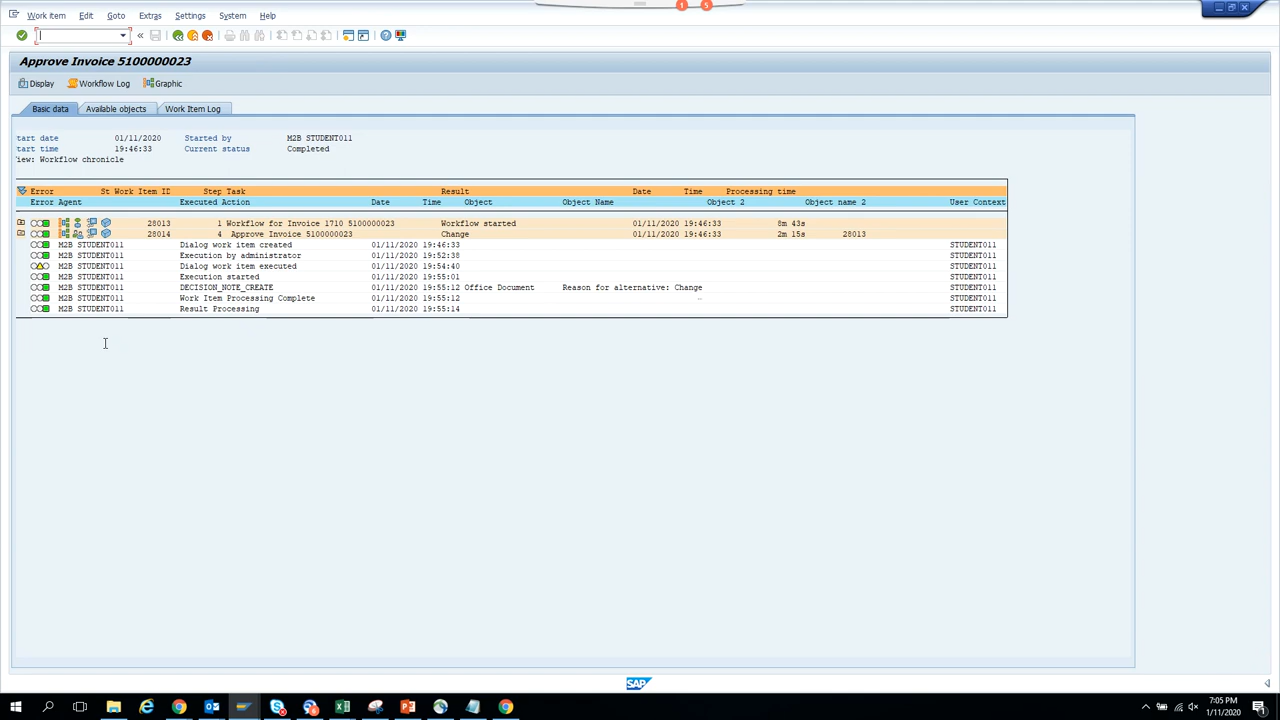 Work item Edit Goto Extras Settings System Help
1 5
Approve Invoice 5100000023
Display Workflow Log Graphic
Basic data Available objects Work Item Log
tart date 01/11/2020 Started by M2B STUDENT011
tart time 19:46:33 Current status Completed
iew: Workflow chronicle
Error St Work Item ID Step Task Result Date Time Processing time
Error Agent Executed Action Date Time Object Object Name Object 2 Object name 2 User Context
28013 1 Workflow for Invoice 1710 5100000023 Workflow started 01/11/2020 19:46:33 8m 43s
28014 4 Approve Invoice 5100000023 Change 01/11/2020 19:46:33 2m 15s 28013
M2B STUDENT011 Dialog work item created 01/11/2020 19:46:33 STUDENT011
M2B STUDENT011 Execution by administrator 01/11/2020 19:52:38 STUDENT011
M2B STUDENT011 Dialog work item executed 01/11/2020 19:54:40 STUDENT011
M2B STUDENT011 Execution started 01/11/2020 19:55:01 STUDENT011
M2B STUDENT011 DECISION_NOTE_CREATE 01/11/2020 19:55:12 Office Document Reason for alternative: Change STUDENT011
M2B STUDENT011 Work Item Processing Complete 01/11/2020 19:55:12 STUDENT011
M2B STUDENT011 Result Processing 01/11/2020 19:55:14 STUDENT011
SAP
7:05 PM
1/11/2020